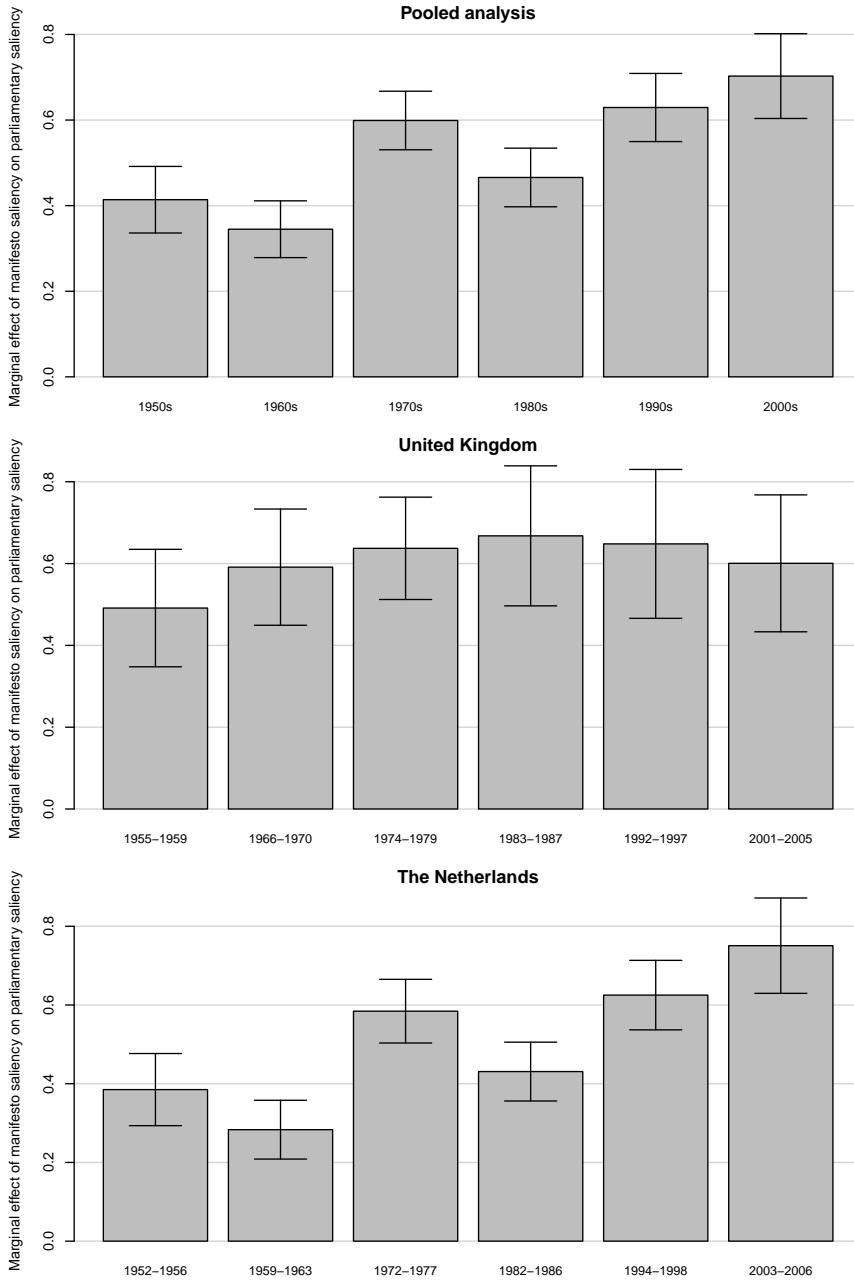 Pooled analysis
Marginal effect of manifesto saliency on parliamentary saliency
0.8
0.6
0.4
0.2
0.0
1950s 1960s 1970s 1980s 1990s 2000s
United Kingdom
Marginal effect of manifesto saliency on parliamentary saliency
0.8
0.6
0.4
0.2
0.0
1955–1959 1966–1970 1974–1979 1983–1987 1992–1997 2001–2005
The Netherlands
Marginal effect of manifesto saliency on parliamentary saliency
0.8
0.6
0.4
0.2
0.0
1952–1956 1959–1963 1972–1977 1982–1986 1994–1998 2003–2006